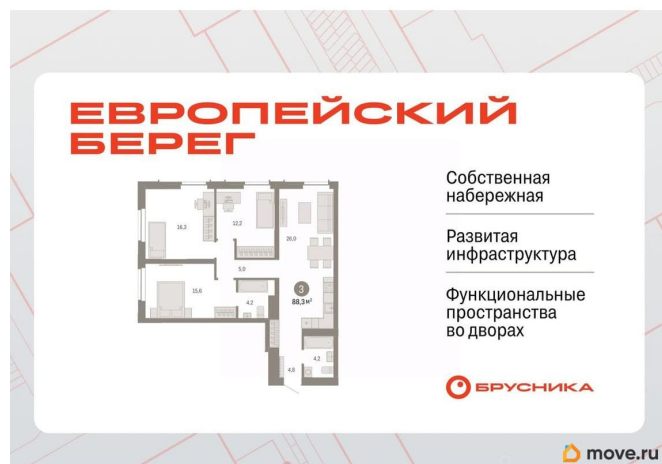 ЕВРОПЕЙСКИЙ
БЕРЕГ
Собственная
набережная
Развитая
инфраструктура
Функциональные
пространства
во дворах
БРУСНИКА
16,3
12,2
26,0
5,0
15,6
4,2
3
88,3 м²
4,8
4,2
move.ru